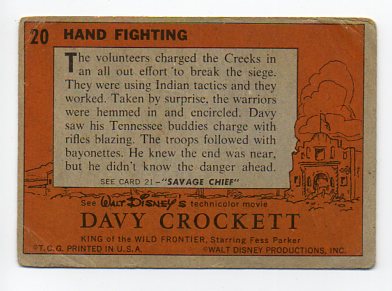 20 HAND FIGHTING
The volunteers charged the Creeks in
an all out effort to break the siege.
They were using Indian tactics and they
worked. Taken by surprise, the warriors
were hemmed in and encircled. Davy
saw his Tennessee buddies charge with
rifles blazing. The troops followed with
bayonettes. He knew the end was near,
but he didn't know the danger ahead.
SEE CARD 21 – "SAVAGE CHIEF"
See WALT DISNEY'S technicolor movie
DAVY CROCKETT
KING of the WILD FRONTIER, Starring Fess Parker
©T.C.G. PRINTED IN U.S.A. ©WALT DISNEY PRODUCTIONS, INC.